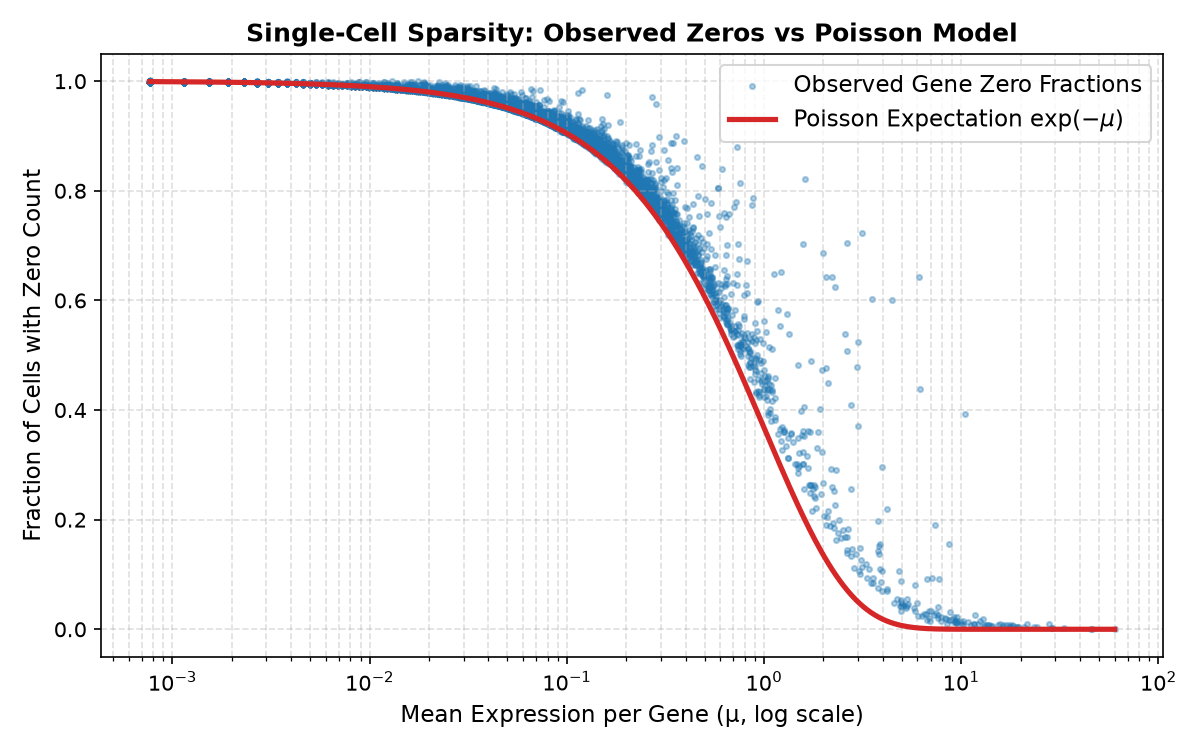 Single-Cell Sparsity: Observed Zeros vs Poisson Model
Observed Gene Zero Fractions
Poisson Expectation exp(−μ)
Fraction of Cells with Zero Count
1.0
0.8
0.6
0.4
0.2
0.0
10⁻³ 10⁻² 10⁻¹ 10⁰ 10¹ 10²
Mean Expression per Gene (μ, log scale)